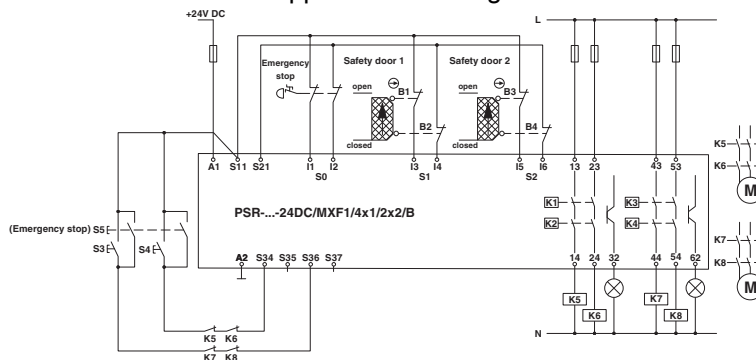 +24V DC
L
Emergency
stop
Safety door 1
Safety door 2
open
closed
B1
B2
open
closed
B3
B4
A1
S11
S21
I1
I2
S0
I3
I4
S1
I5
I6
S2
13
23
43
53
K5
K6
M
K7
K8
M
PSR-...-24DC/MXF1/4x1/2x2/B
K1
K2
K3
K4
(Emergency stop) S5
S3
S4
A2
S34
S35
S36
S37
14
24
32
44
54
62
K5
K6
K7
K8
N
K5
K6
K7
K8